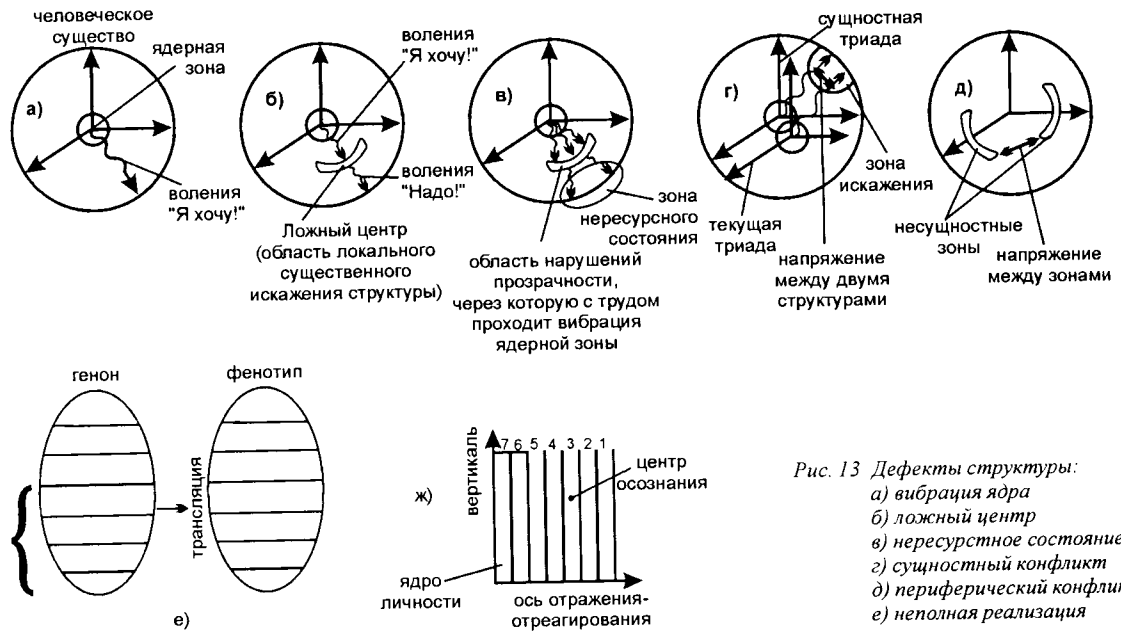 человеческое
существо
ядерная
зона
а)
воления
"Я хочу!"
воления
"Я хочу!"
б)
воления
"Надо!"
Ложный центр
(область локального
существенного
искажения структуры)
в)
зона
нересурсного
состояния
область нарушений
прозрачности,
через которую с трудом
проходит вибрация
ядерной зоны
сущностная
триада
г)
зона
искажения
текущая
триада
напряжение
между двумя
структурами
д)
несущностные
зоны
напряжение
между зонами
генон
фенотип
трансляция
е)
ж)
вертикаль
7 6 5 4 3 2 1
центр
осознания
ядро
личности
ось отражения-
отреагирования
Рис. 13 Дефекты структуры:
а) вибрация ядра
б) ложный центр
в) нересурстное состояние
г) сущностный конфликт
д) периферический конфли
е) неполная реализация